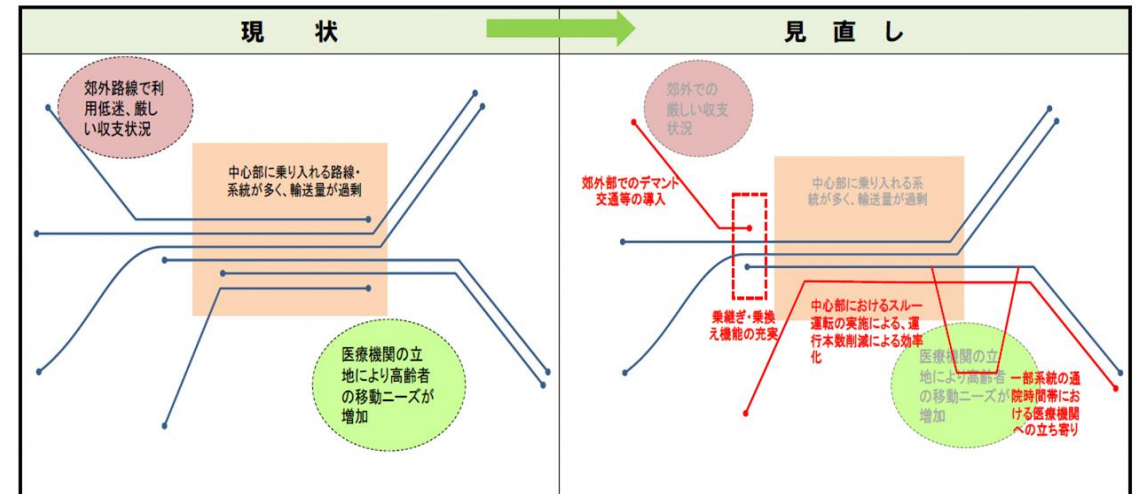 現　状
見 直 し
郊外路線で利
用低迷、厳し
い収支状況
中心部に乗り入れる路線・
系統が多く、輸送量が過剰
医療機関の立
地により高齢者
の移動ニーズが
増加
郊外での
厳しい収支
状況
郊外部でのデマンド
交通等の導入
中心部に乗り入れる系
統が多く、輸送量が過剰
乗継ぎ・乗換
え機能の充実
中心部におけるスルー
運転の実施による、運
行本数削減による効率
化
医療機関の立
地により高齢者
の移動ニーズが
増加
一部系統の通
院時間帯にお
ける医療機関
への立ち寄り